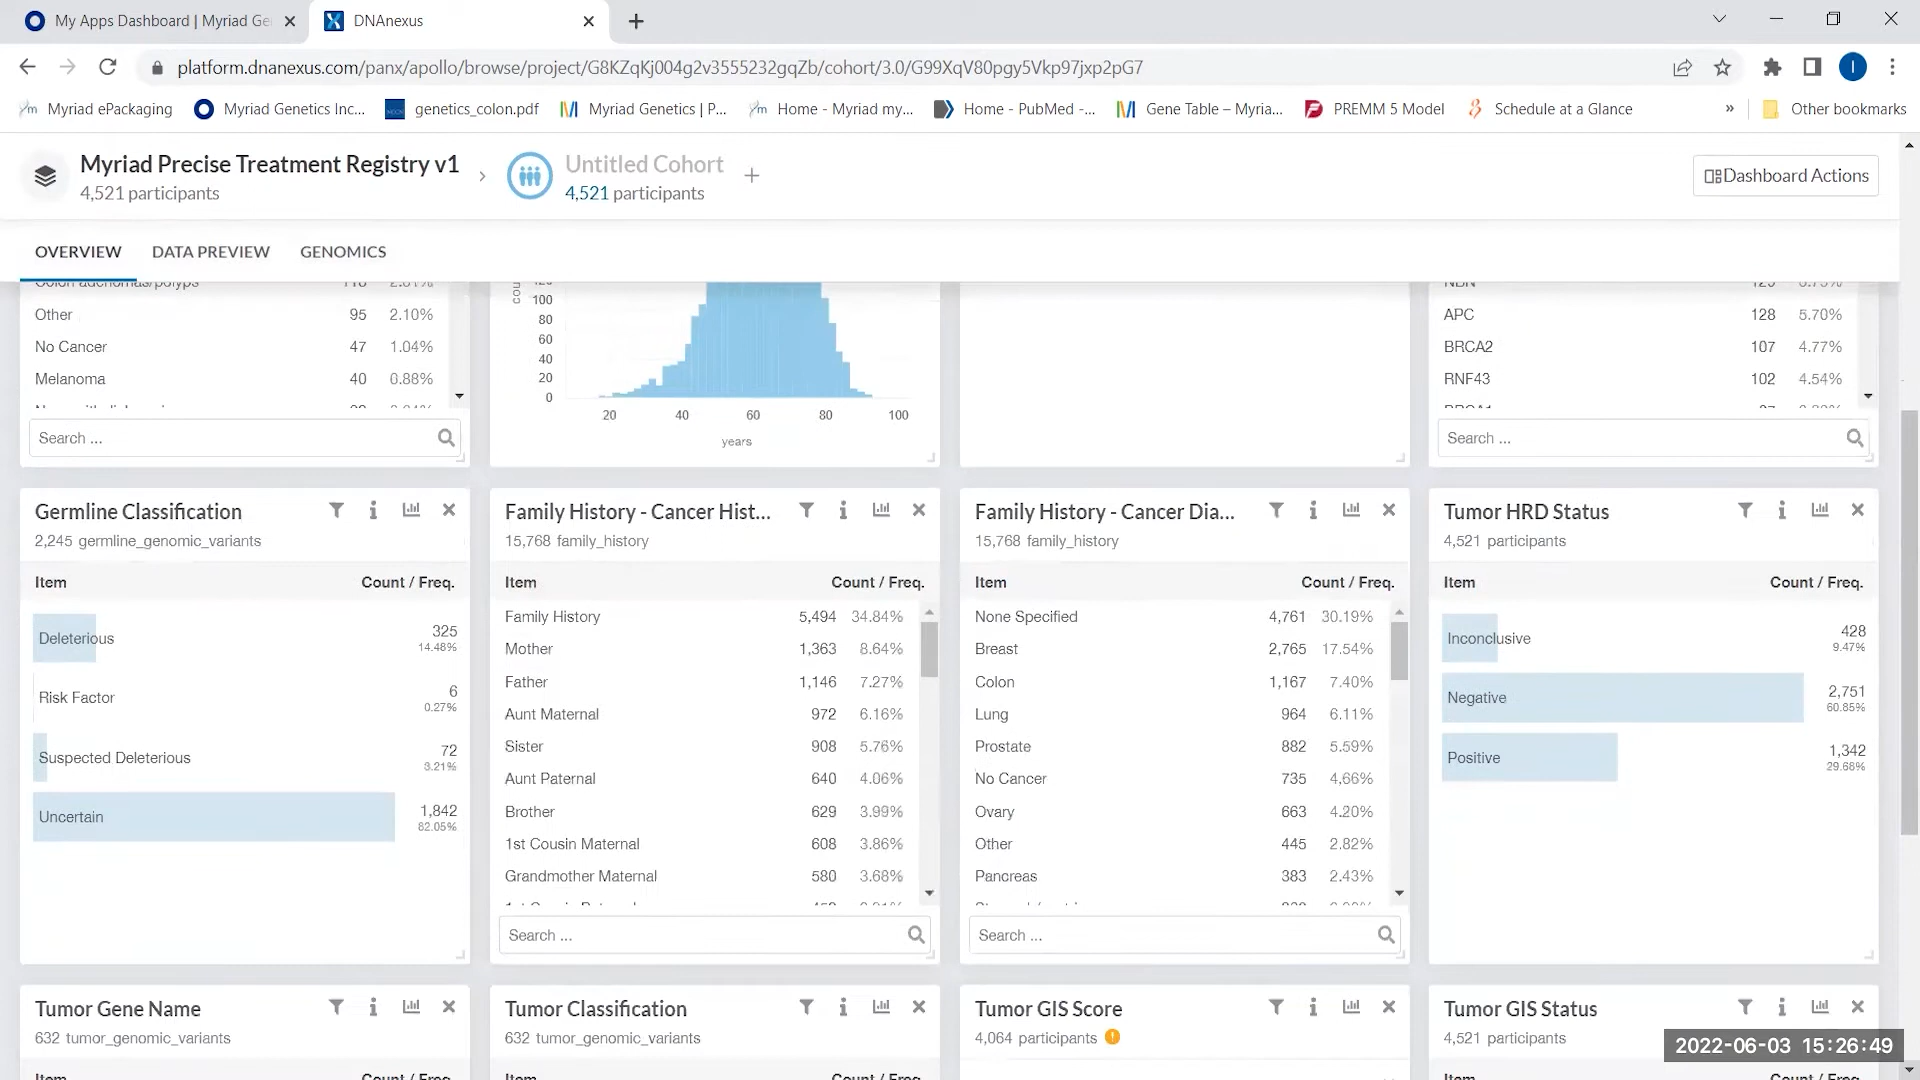 My Apps Dashboard | Myriad Ge
DNAnexus
platform.dnanexus.com/panx/apollo/browse/project/G8KZqKj004g2v3555232gqZb/cohort/3.0/G99XqV80pgy5Vkp97jxp2pG7
I
Myriad ePackaging
Myriad Genetics Inc...
genetics_colon.pdf
Myriad Genetics | P...
Home - Myriad my...
Home - PubMed -...
Gene Table – Myria...
PREMM 5 Model
Schedule at a Glance
»
Other bookmarks
Myriad Precise Treatment Registry v1
4,521 participants
Untitled Cohort
4,521 participants
Dashboard Actions
OVERVIEW
DATA PREVIEW
GENOMICS
Other 95 2.10%
No Cancer 47 1.04%
Melanoma 40 0.88%
Search ...
100
80
60
40
20
0
20 40 60 80 100
years
APC 128 5.70%
BRCA2 107 4.77%
RNF43 102 4.54%
Search ...
Germline Classification
2,245 germline_genomic_variants
Item Count / Freq.
Deleterious 325
14.48%
Risk Factor 6
0.27%
Suspected Deleterious 72
3.21%
Uncertain 1,842
82.05%
Family History - Cancer Hist...
15,768 family_history
Item Count / Freq.
Family History 5,494 34.84%
Mother 1,363 8.64%
Father 1,146 7.27%
Aunt Maternal 972 6.16%
Sister 908 5.76%
Aunt Paternal 640 4.06%
Brother 629 3.99%
1st Cousin Maternal 608 3.86%
Grandmother Maternal 580 3.68%
Search ...
Family History - Cancer Dia...
15,768 family_history
Item Count / Freq.
None Specified 4,761 30.19%
Breast 2,765 17.54%
Colon 1,167 7.40%
Lung 964 6.11%
Prostate 882 5.59%
No Cancer 735 4.66%
Ovary 663 4.20%
Other 445 2.82%
Pancreas 383 2.43%
Search ...
Tumor HRD Status
4,521 participants
Item Count / Freq.
Inconclusive 428
9.47%
Negative 2,751
60.85%
Positive 1,342
29.68%
Tumor Gene Name
632 tumor_genomic_variants
Item Count / Freq.
Tumor Classification
632 tumor_genomic_variants
Item Count / Freq.
Tumor GIS Score
4,064 participants
Tumor GIS Status
4,521 participants
Item Count / Freq.
2022-06-03 15:26:49